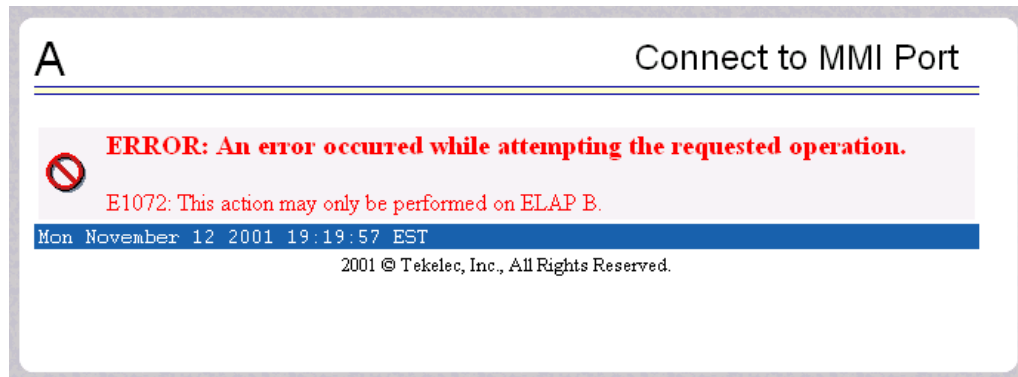 A
Connect to MMI Port
ERROR: An error occurred while attempting the requested operation.
E1072: This action may only be performed on ELAP B.
Mon November 12 2001 19:19:57 EST
2001 © Tekelec, Inc., All Rights Reserved.